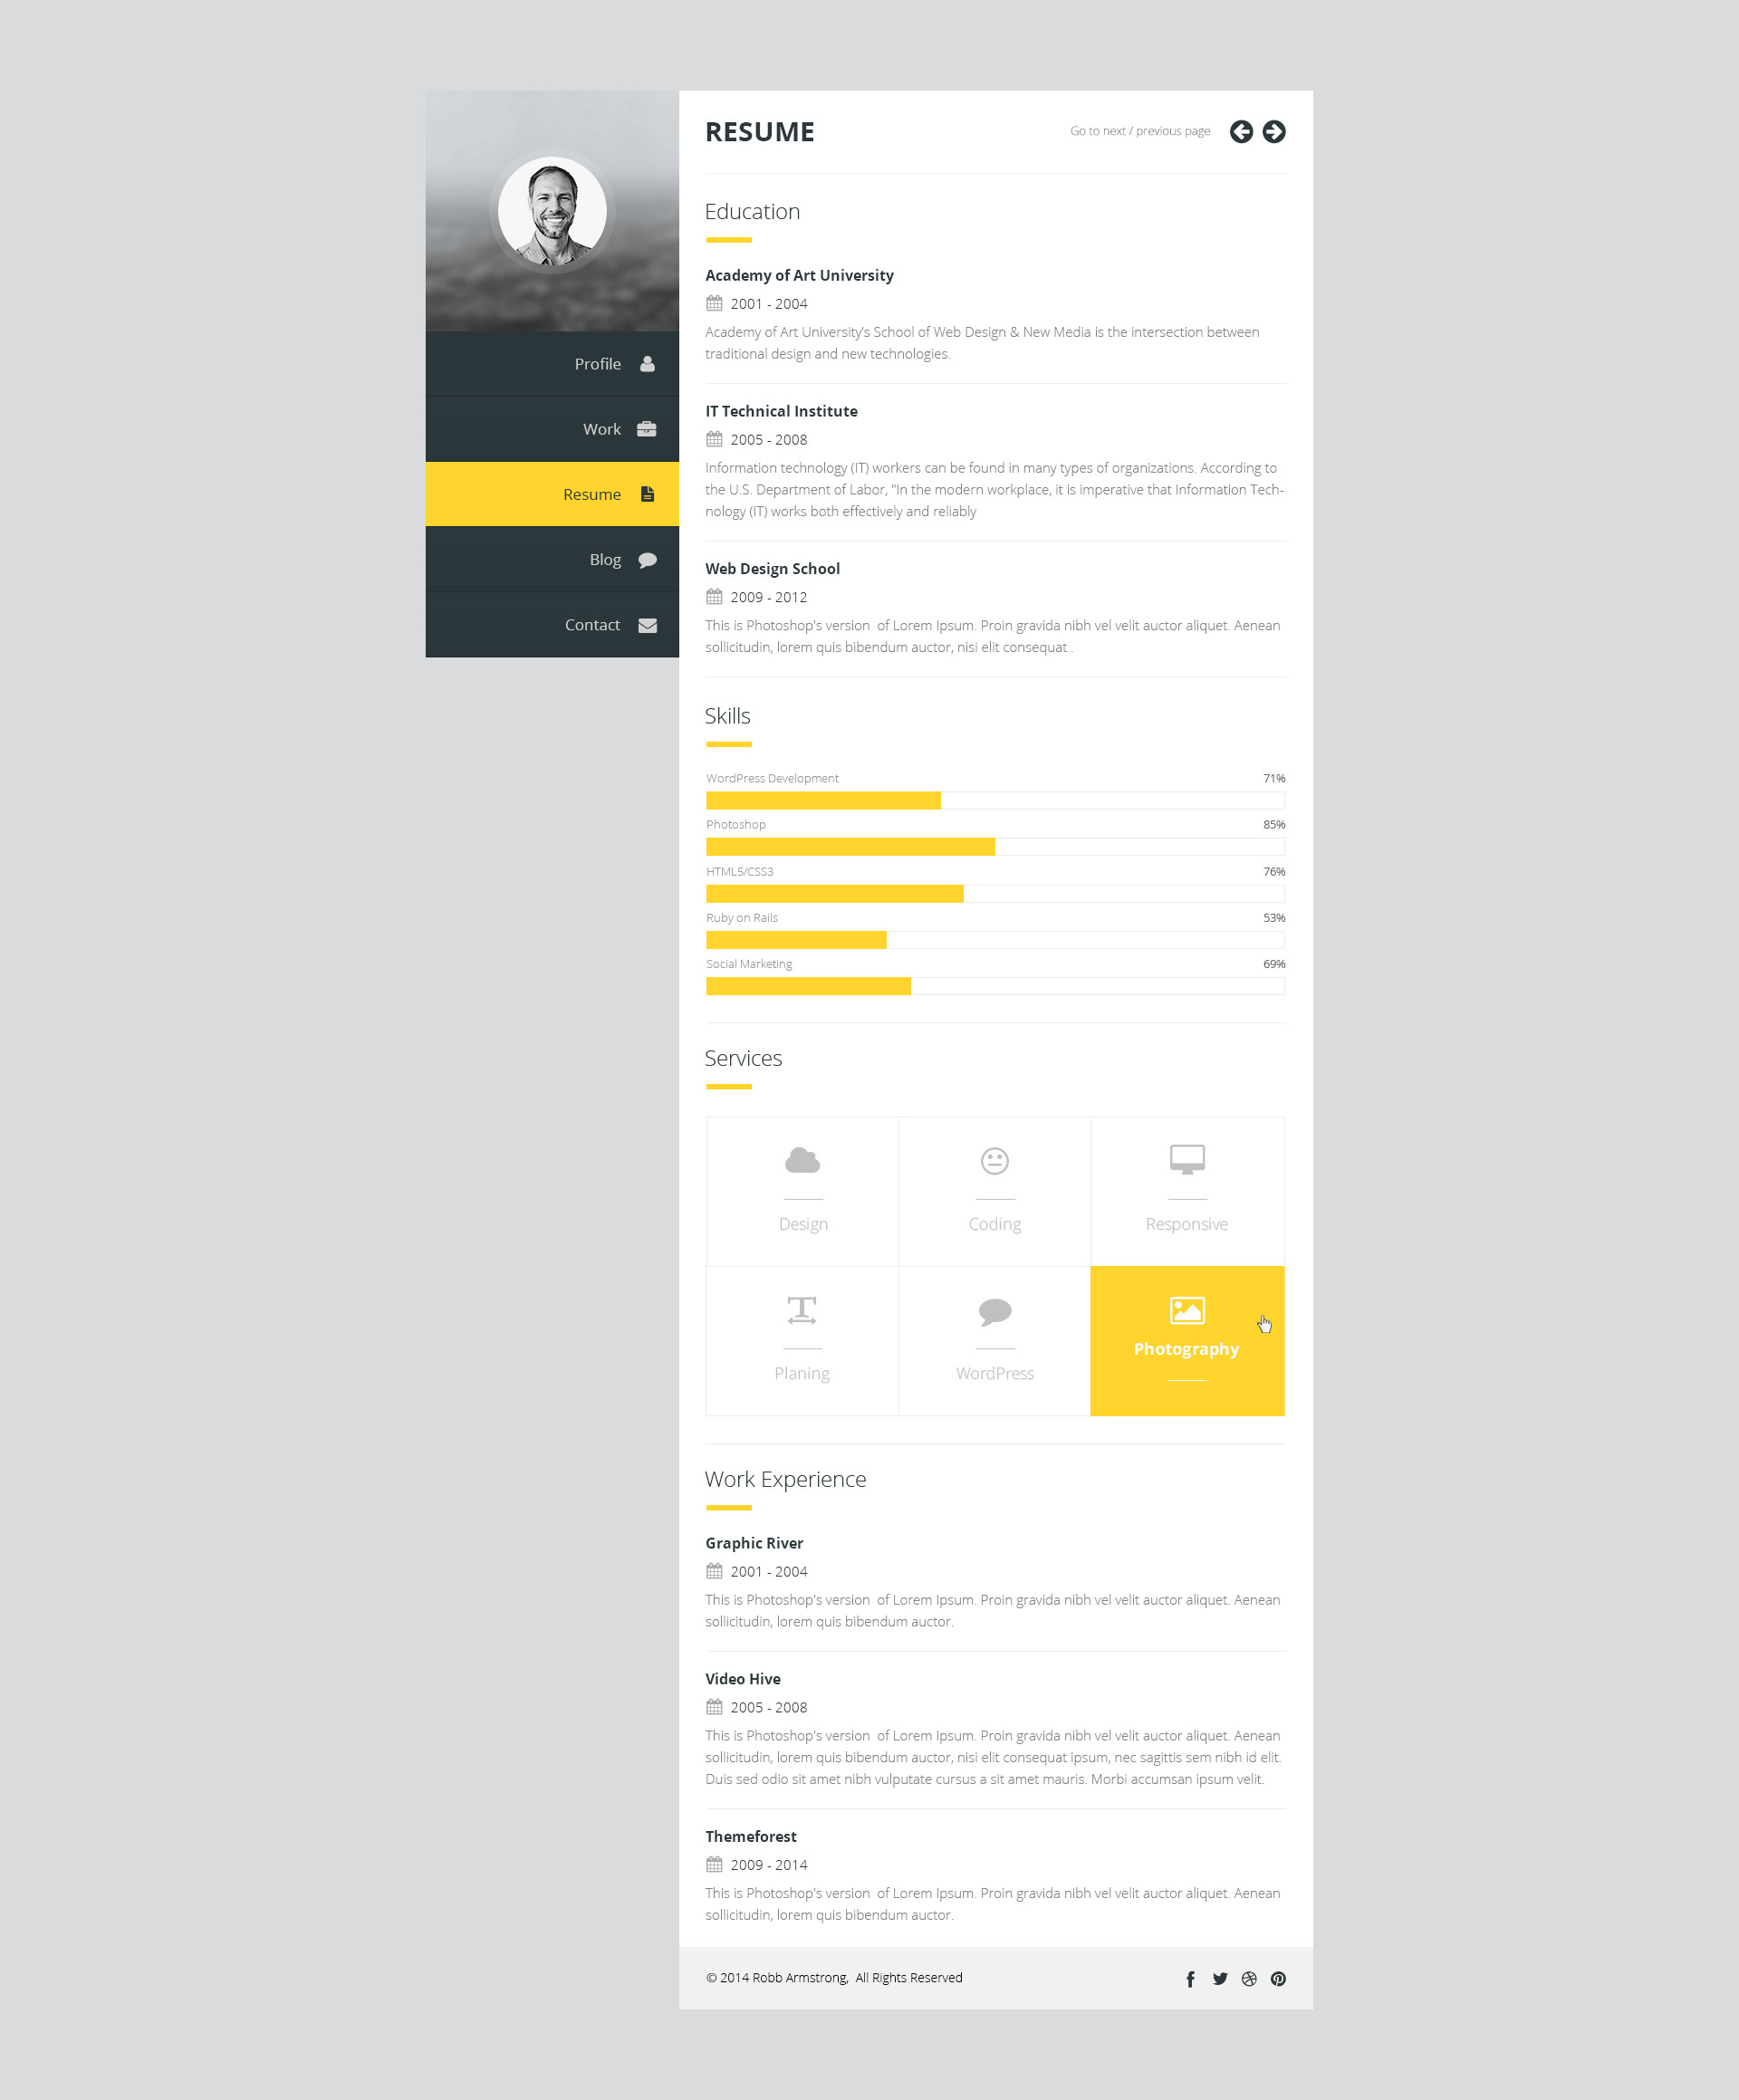 Profile
Work
Resume
Blog
Contact
RESUME
Go to next / previous page
Education
Academy of Art University
2001 - 2004
Academy of Art University’s School of Web Design & New Media is the intersection between
traditional design and new technologies.
IT Technical Institute
2005 - 2008
Information technology (IT) workers can be found in many types of organizations. According to
the U.S. Department of Labor, "In the modern workplace, it is imperative that Information Tech-
nology (IT) works both effectively and reliably
Web Design School
2009 - 2012
This is Photoshop's version  of Lorem Ipsum. Proin gravida nibh vel velit auctor aliquet. Aenean
sollicitudin, lorem quis bibendum auctor, nisi elit consequat .
Skills
WordPress Development 71%
Photoshop 85%
HTML5/CSS3 76%
Ruby on Rails 53%
Social Marketing 69%
Services
Design
Coding
Responsive
Planing
WordPress
Photography
Work Experience
Graphic River
2001 - 2004
This is Photoshop's version  of Lorem Ipsum. Proin gravida nibh vel velit auctor aliquet. Aenean
sollicitudin, lorem quis bibendum auctor.
Video Hive
2005 - 2008
This is Photoshop's version  of Lorem Ipsum. Proin gravida nibh vel velit auctor aliquet. Aenean
sollicitudin, lorem quis bibendum auctor, nisi elit consequat ipsum, nec sagittis sem nibh id elit.
Duis sed odio sit amet nibh vulputate cursus a sit amet mauris. Morbi accumsan ipsum velit.
Themeforest
2009 - 2014
This is Photoshop's version  of Lorem Ipsum. Proin gravida nibh vel velit auctor aliquet. Aenean
sollicitudin, lorem quis bibendum auctor.
© 2014 Robb Armstrong,  All Rights Reserved